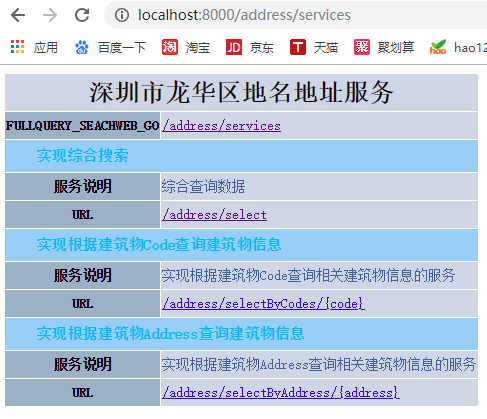 localhost:8000/address/services
应用 百度一下 淘宝 京东 天猫 聚划算 hao12
深圳市龙华区地名地址服务
FULLQUERY_SEACHWEB_GO /address/services
实现综合搜索
服务说明 综合查询数据
URL /address/select
实现根据建筑物Code查询建筑物信息
服务说明 实现根据建筑物Code查询相关建筑物信息的服务
URL /address/selectByCodes/{code}
实现根据建筑物Address查询建筑物信息
服务说明 实现根据建筑物Address查询相关建筑物信息的服务
URL /address/selectByAddress/{address}